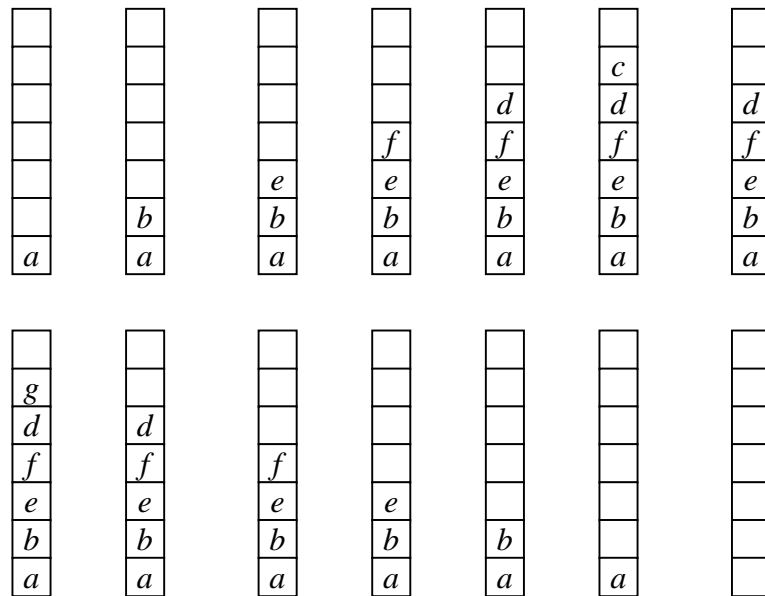 c
d d d
f f f f
e e e e e
b b b b b b
a a a a a a a
g
d d
f f f
e e e e
b b b b b
a a a a a a